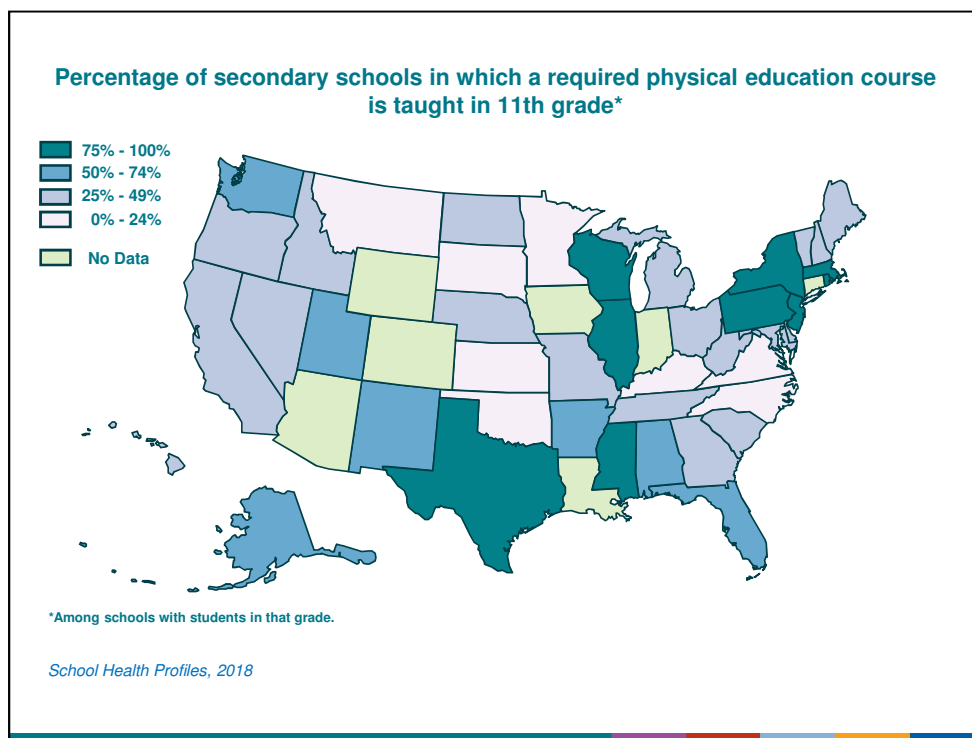 Percentage of secondary schools in which a required physical education course
is taught in 11th grade*
75% - 100%
50% - 74%
25% - 49%
0% - 24%
No Data
*Among schools with students in that grade.
School Health Profiles, 2018